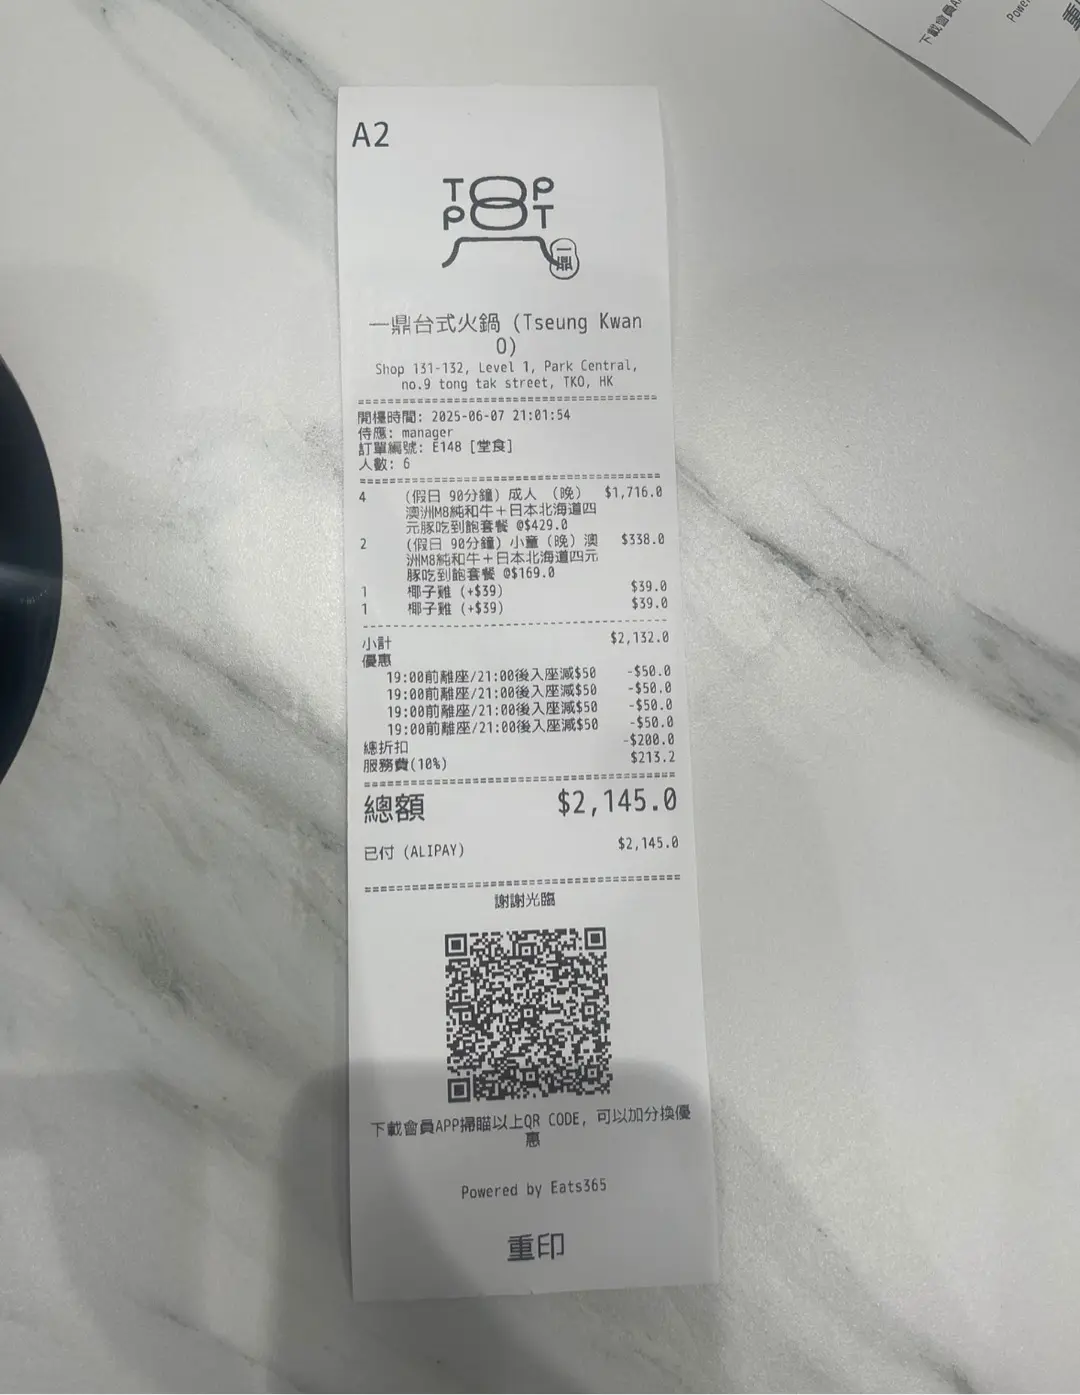 A2
TOP
POT
一鼎
一鼎台式火鍋 (Tseung Kwan
O)
Shop 131-132, Level 1, Park Central,
no.9 tong tak street, TKO, HK
開檯時間: 2025-06-07 21:01:54
侍應: manager
訂單編號: E148 [堂食]
人數: 6
4 (假日 90分鐘) 成人 (晚) $1,716.0
澳洲M8純和牛+日本北海道四
元豚吃到飽套餐 @$429.0
2 (假日 90分鐘) 小童 (晚) 澳 $338.0
洲M8純和牛+日本北海道四元
豚吃到飽套餐 @$169.0
1 椰子雞 (+$39) $39.0
1 椰子雞 (+$39) $39.0
小計 $2,132.0
優惠
19:00前離座/21:00後入座減$50 -$50.0
19:00前離座/21:00後入座減$50 -$50.0
19:00前離座/21:00後入座減$50 -$50.0
19:00前離座/21:00後入座減$50 -$50.0
總折扣 -$200.0
服務費(10%) $213.2
總額 $2,145.0
已付 (ALIPAY) $2,145.0
謝謝光臨
下載會員APP掃瞄以上QR CODE, 可以加分換優
惠
Powered by Eats365
重印
下載會員A
Power